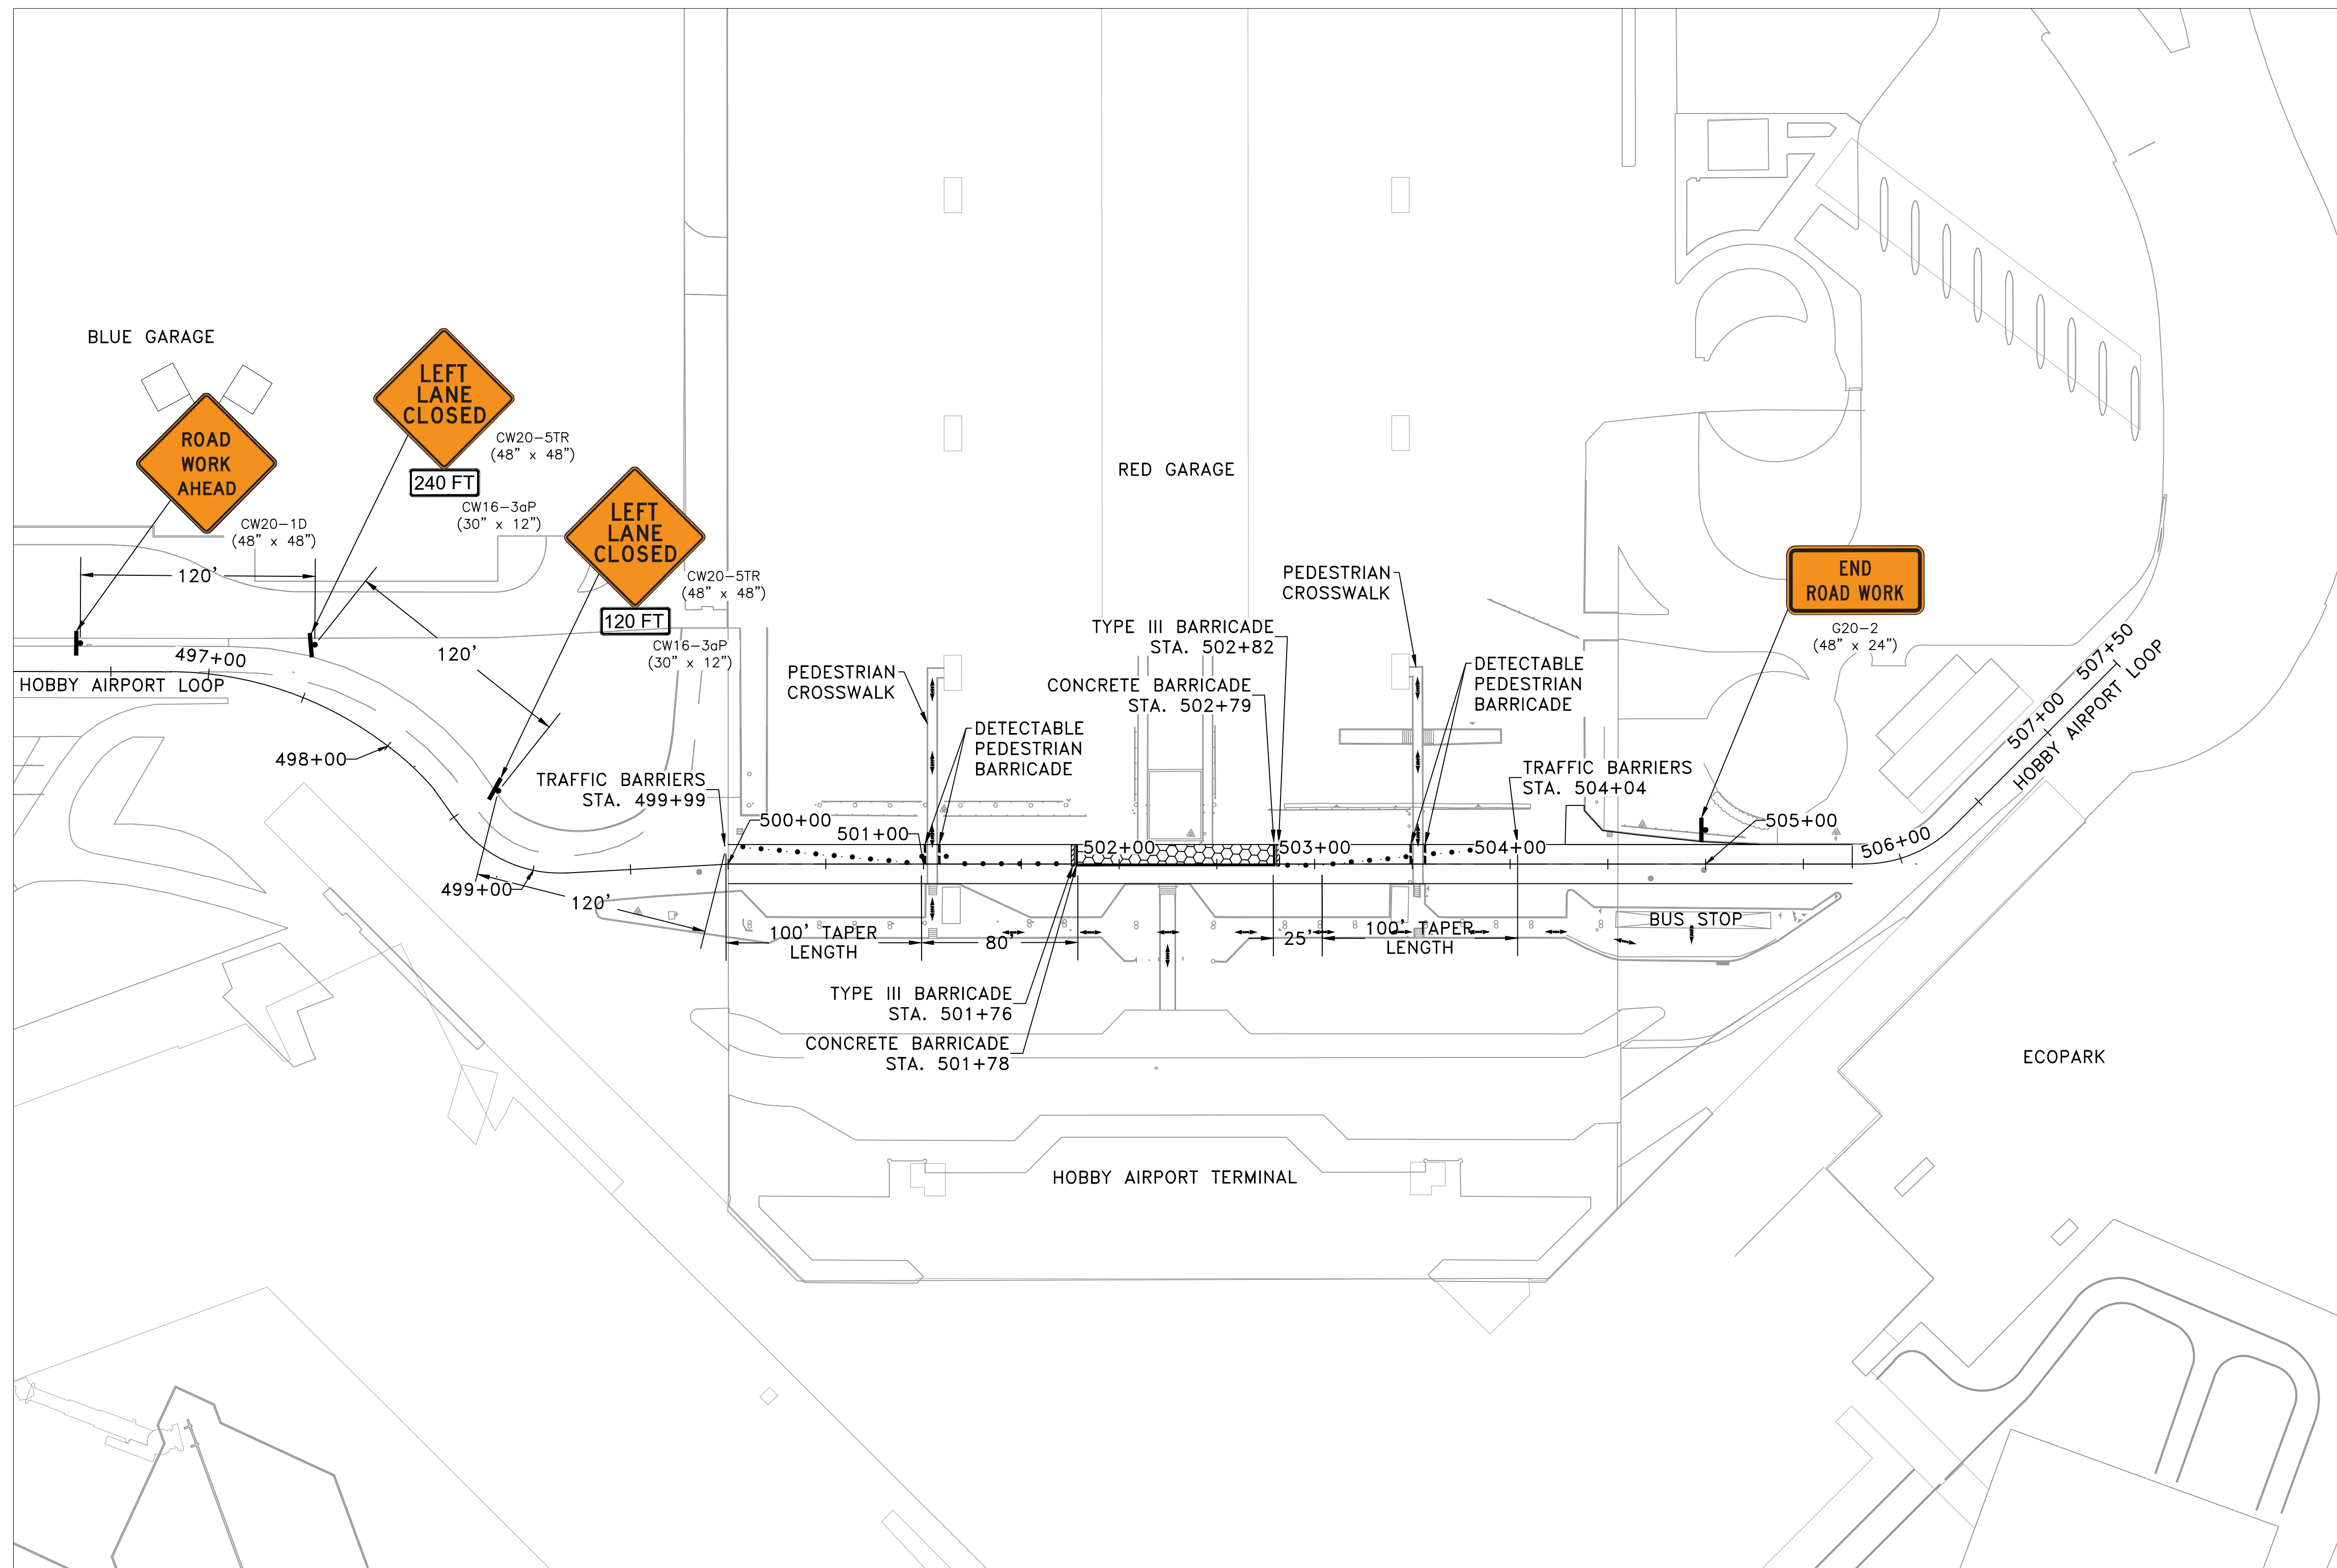 BLUE GARAGE
ROAD
WORK
AHEAD
CW20-1D
(48" x 48")
LEFT
LANE
CLOSED
CW20-5TR
(48" x 48")
240 FT
CW16-3aP
(30" x 12")
LEFT
LANE
CLOSED
CW20-5TR
(48" x 48")
120 FT
CW16-3aP
(30" x 12")
120'
120'
120'
497+00
HOBBY AIRPORT LOOP
498+00
499+00
TRAFFIC BARRIERS
STA. 499+99
500+00
501+00
PEDESTRIAN
CROSSWALK
DETECTABLE
PEDESTRIAN
BARRICADE
RED GARAGE
TYPE III BARRICADE
STA. 502+82
CONCRETE BARRICADE
STA. 502+79
502+00
503+00
PEDESTRIAN
CROSSWALK
DETECTABLE
PEDESTRIAN
BARRICADE
TRAFFIC BARRIERS
STA. 504+04
504+00
END
ROAD WORK
G20-2
(48" x 24")
505+00
506+00
507+00
507+50
HOBBY AIRPORT LOOP
100' TAPER
LENGTH
80'
25'
100' TAPER
LENGTH
BUS STOP
TYPE III BARRICADE
STA. 501+76
CONCRETE BARRICADE
STA. 501+78
ECOPARK
HOBBY AIRPORT TERMINAL